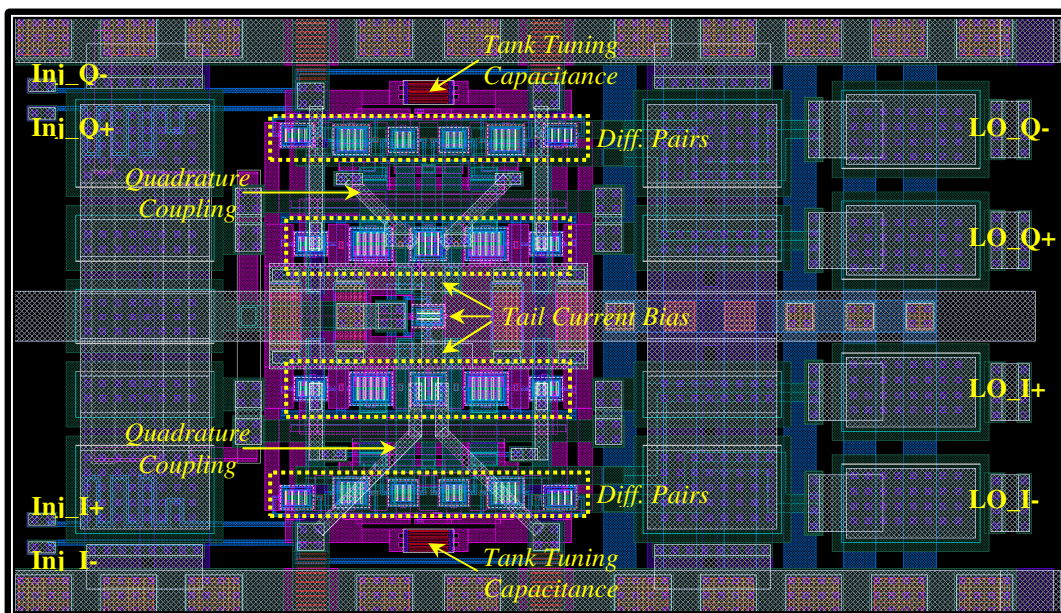 Tank Tuning
Capacitance
Inj_Q-
Inj_Q+
Diff. Pairs
LO_Q-
Quadrature
Coupling
LO_Q+
Tail Current Bias
LO_I+
Quadrature
Coupling
Diff. Pairs
LO_I-
Inj_I+
Inj_I-
Tank Tuning
Capacitance